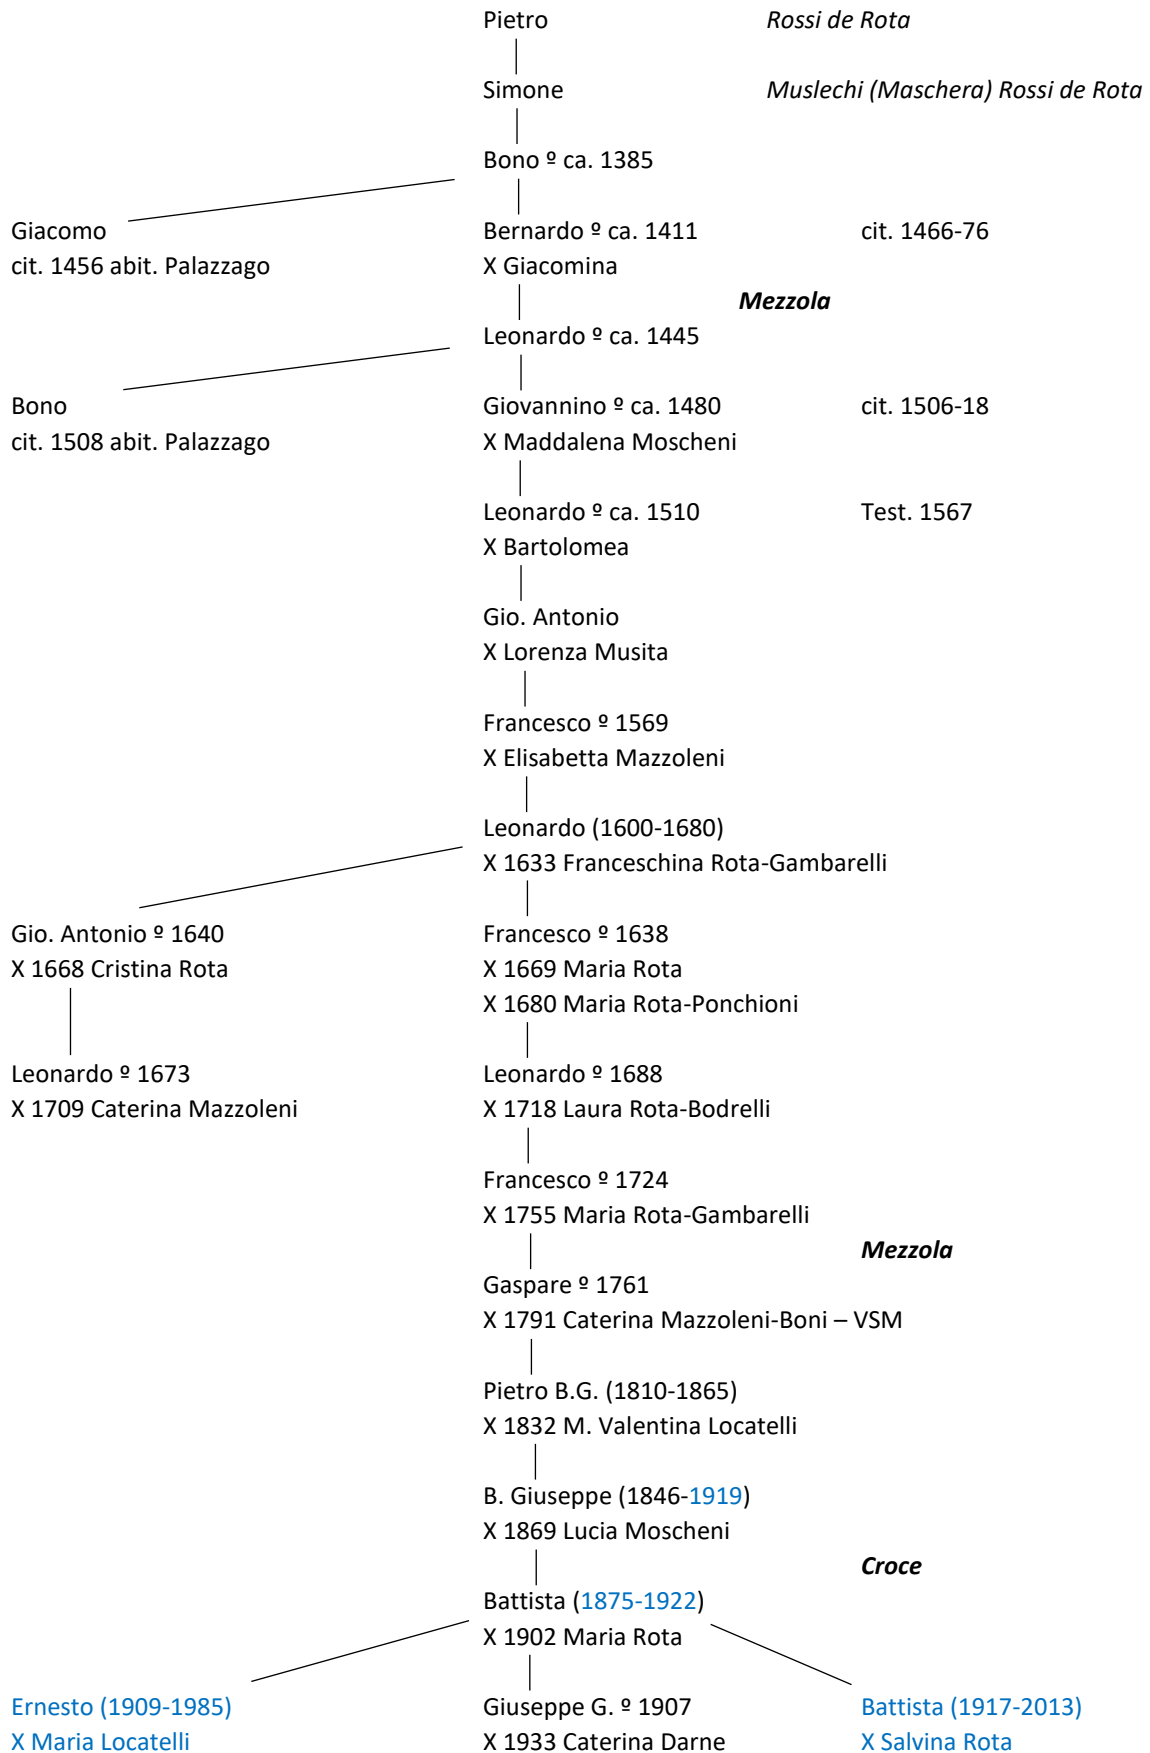 Pietro Rossi de Rota
Simone Muslechi (Maschera) Rossi de Rota
Bono º ca. 1385
Giacomo Bernardo º ca. 1411 cit. 1466-76
cit. 1456 abit. Palazzago X Giacomina
Mezzola
Leonardo º ca. 1445
Bono Giovannino º ca. 1480 cit. 1506-18
cit. 1508 abit. Palazzago X Maddalena Moscheni
Leonardo º ca. 1510 Test. 1567
X Bartolomea
Gio. Antonio
X Lorenza Musita
Francesco º 1569
X Elisabetta Mazzoleni
Leonardo (1600-1680)
X 1633 Franceschina Rota-Gambarelli
Gio. Antonio º 1640 Francesco º 1638
X 1668 Cristina Rota X 1669 Maria Rota
X 1680 Maria Rota-Ponchioni
Leonardo º 1673 Leonardo º 1688
X 1709 Caterina Mazzoleni X 1718 Laura Rota-Bodrelli
Francesco º 1724
X 1755 Maria Rota-Gambarelli
Mezzola
Gaspare º 1761
X 1791 Caterina Mazzoleni-Boni – VSM
Pietro B.G. (1810-1865)
X 1832 M. Valentina Locatelli
B. Giuseppe (1846-1919)
X 1869 Lucia Moscheni
Croce
Battista (1875-1922)
X 1902 Maria Rota
Ernesto (1909-1985) Giuseppe G. º 1907 Battista (1917-2013)
X Maria Locatelli X 1933 Caterina Darne X Salvina Rota